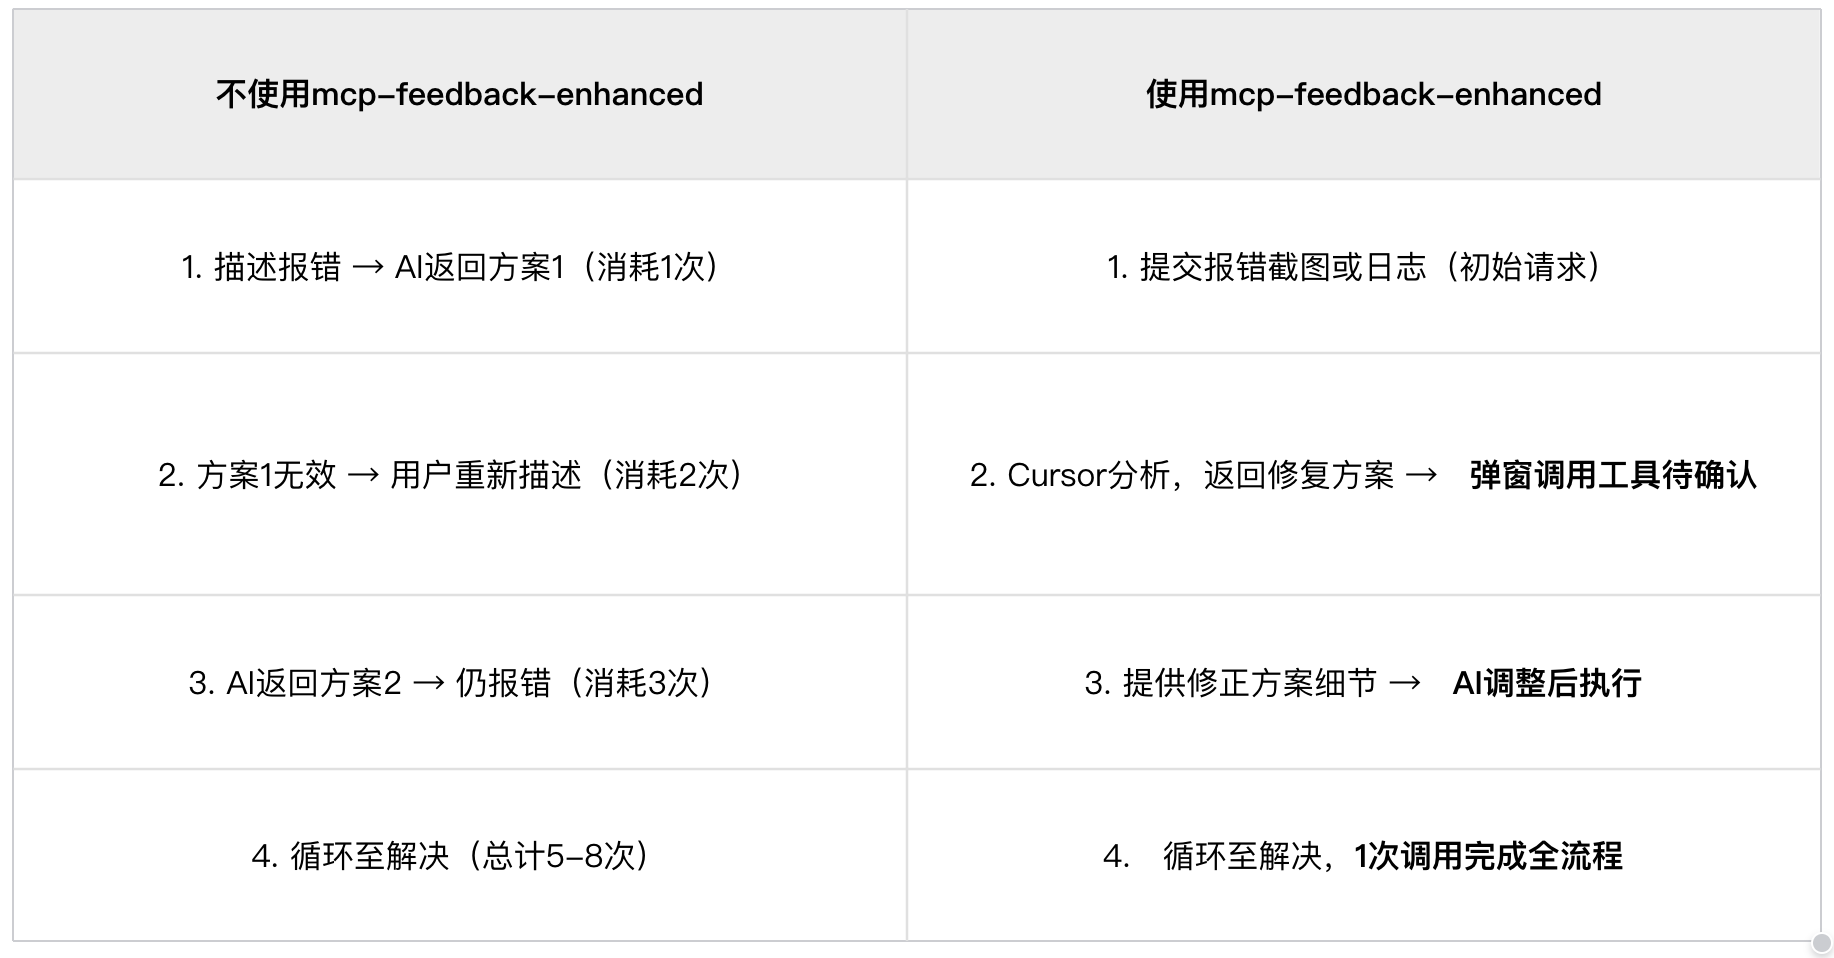 不使用mcp-feedback-enhanced
使用mcp-feedback-enhanced
1. 描述报错 → AI返回方案1（消耗1次）
1. 提交报错截图或日志（初始请求）
2. 方案1无效 → 用户重新描述（消耗2次）
2. Cursor分析，返回修复方案 → 弹窗调用工具待确认
3. AI返回方案2 → 仍报错（消耗3次）
3. 提供修正方案细节 → AI调整后执行
4. 循环至解决（总计5-8次）
4. 循环至解决，1次调用完成全流程